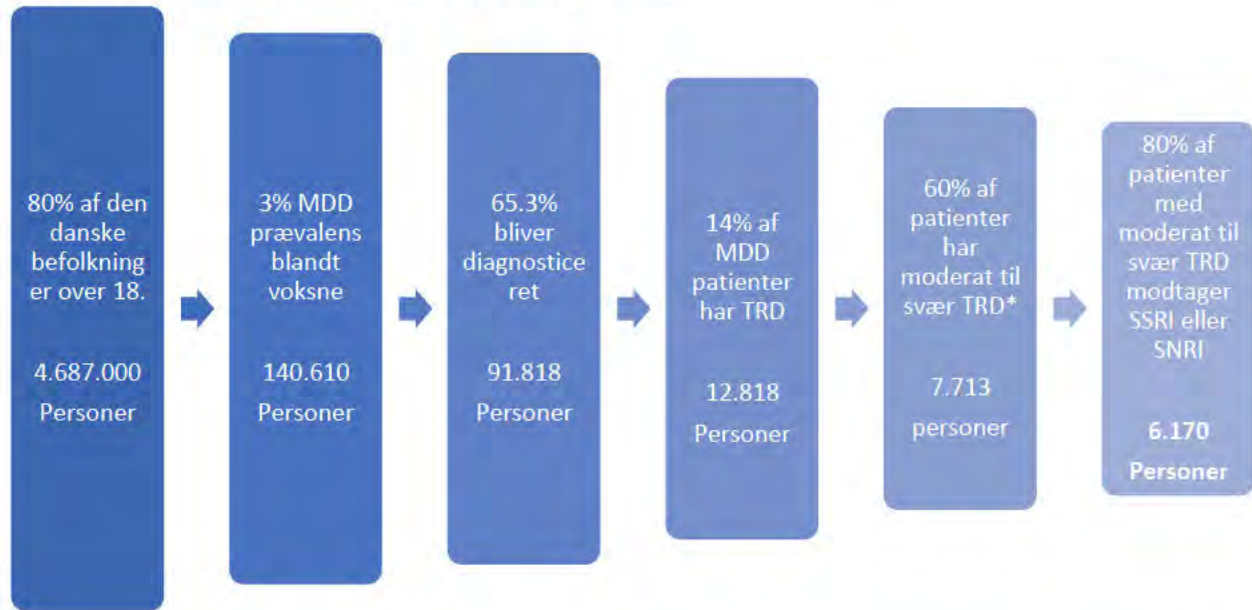 80% af den
danske
befolkning
er over 18.
4.687.000
Personer
3% MDD
prævalens
blandt
voksne
140.610
Personer
65.3%
bliver
diagnostice
ret
91.818
Personer
14% af
MDD
patienter
har TRD
12.818
Personer
60% af
patienter
har
moderat til
svær TRD*
7.713
personer
80% af
patienter
med
moderat til
svær TRD
modtager
SSRI eller
SNRI
6.170
Personer